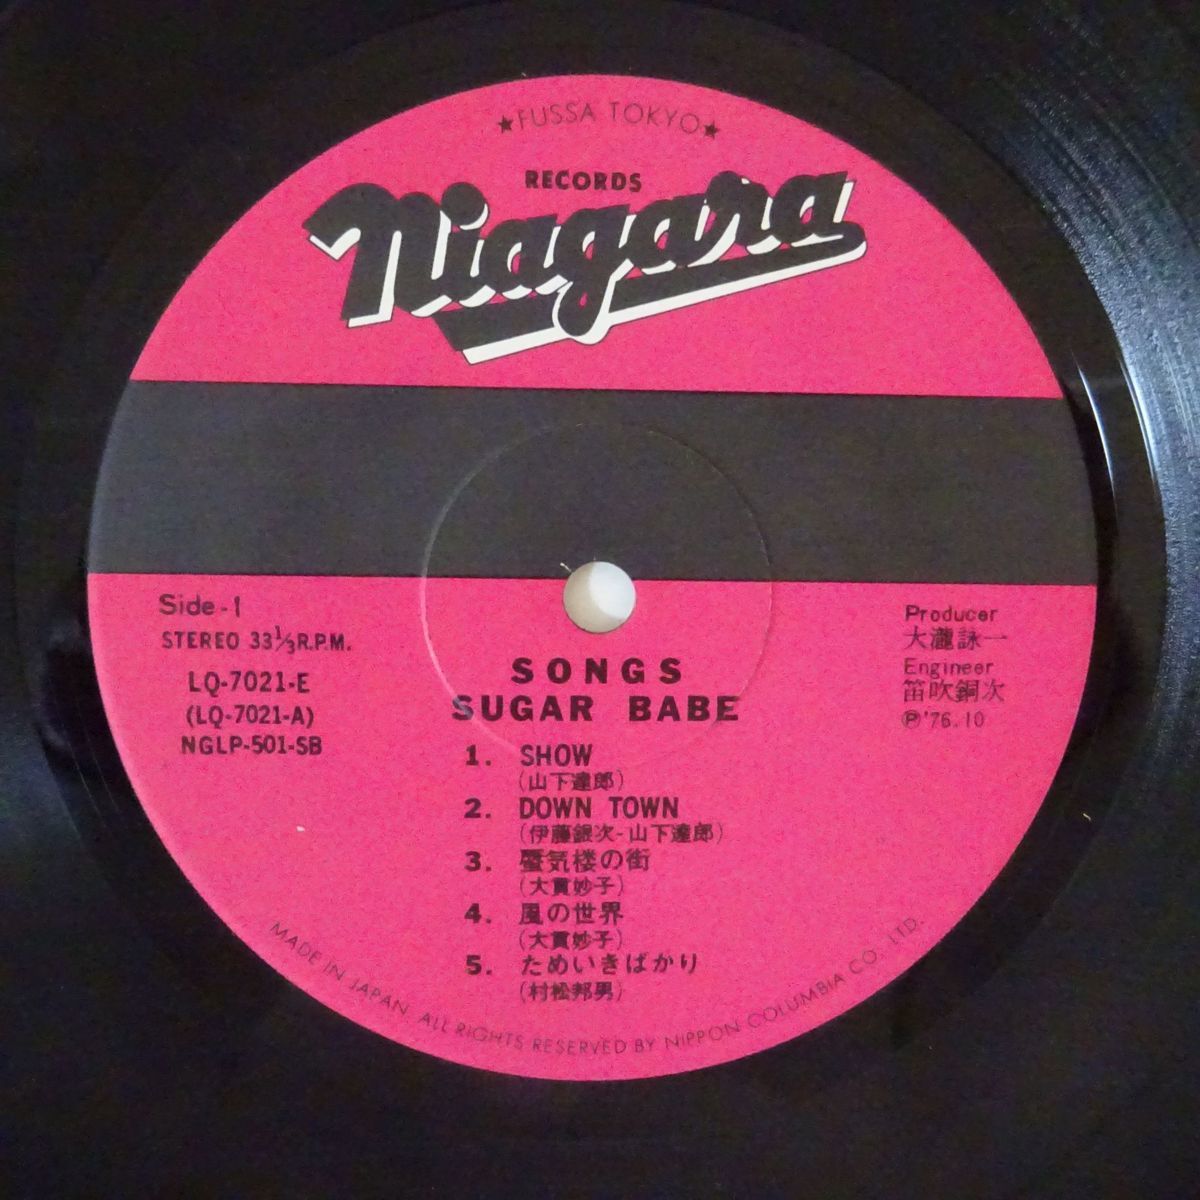 ★FUSSA TOKYO★
RECORDS
Niagara
Side-1
STEREO 33⅓R.P.M.
LQ-7021-E
(LQ-7021-A)
NGLP-501-SB
Producer
大瀧詠一
Engineer
笛吹銅次
Ⓟ'76.10
SONGS
SUGAR BABE
1. SHOW
(山下達郎)
2. DOWN TOWN
(伊藤銀次-山下達郎)
3. 蜃気楼の街
(大貫妙子)
4. 風の世界
(大貫妙子)
5. ためいきばかり
(村松邦男)
MADE IN JAPAN. ALL RIGHTS RESERVED BY NIPPON COLUMBIA CO. LTD.